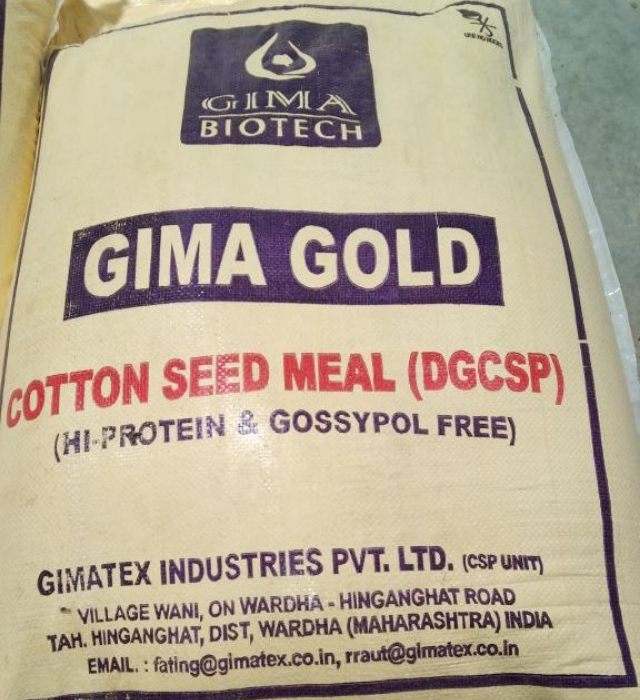 GIMA
BIOTECH
GIMA GOLD
COTTON SEED MEAL (DGCSP)
(HI-PROTEIN & GOSSYPOL FREE)
GIMATEX INDUSTRIES PVT. LTD. (CSP UNIT)
VILLAGE WANI, ON WARDHA - HINGANGHAT ROAD
TAH. HINGANGHAT, DIST, WARDHA (MAHARASHTRA) INDIA
EMAIL. : fating@gimatex.co.in, rraut@gimatex.co.in